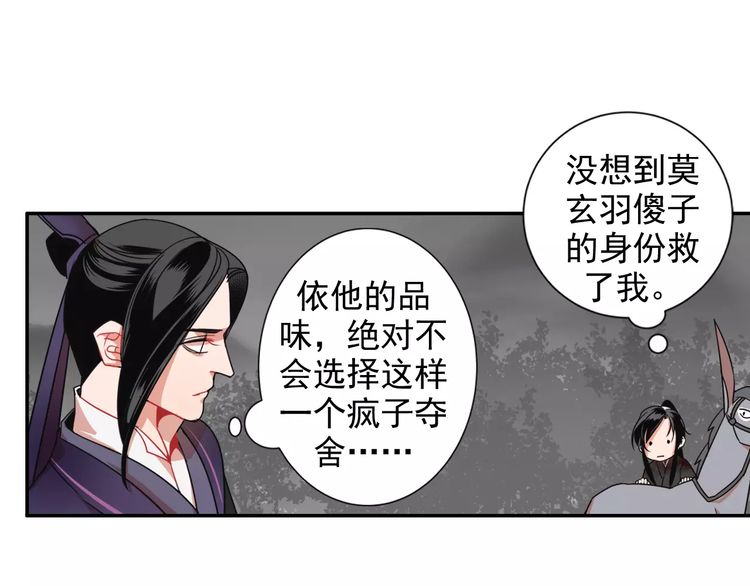 没想到莫
玄羽傻子
的身份救
了我。
依他的品
味，绝对不
会选择这样
一个疯子夺
舍……